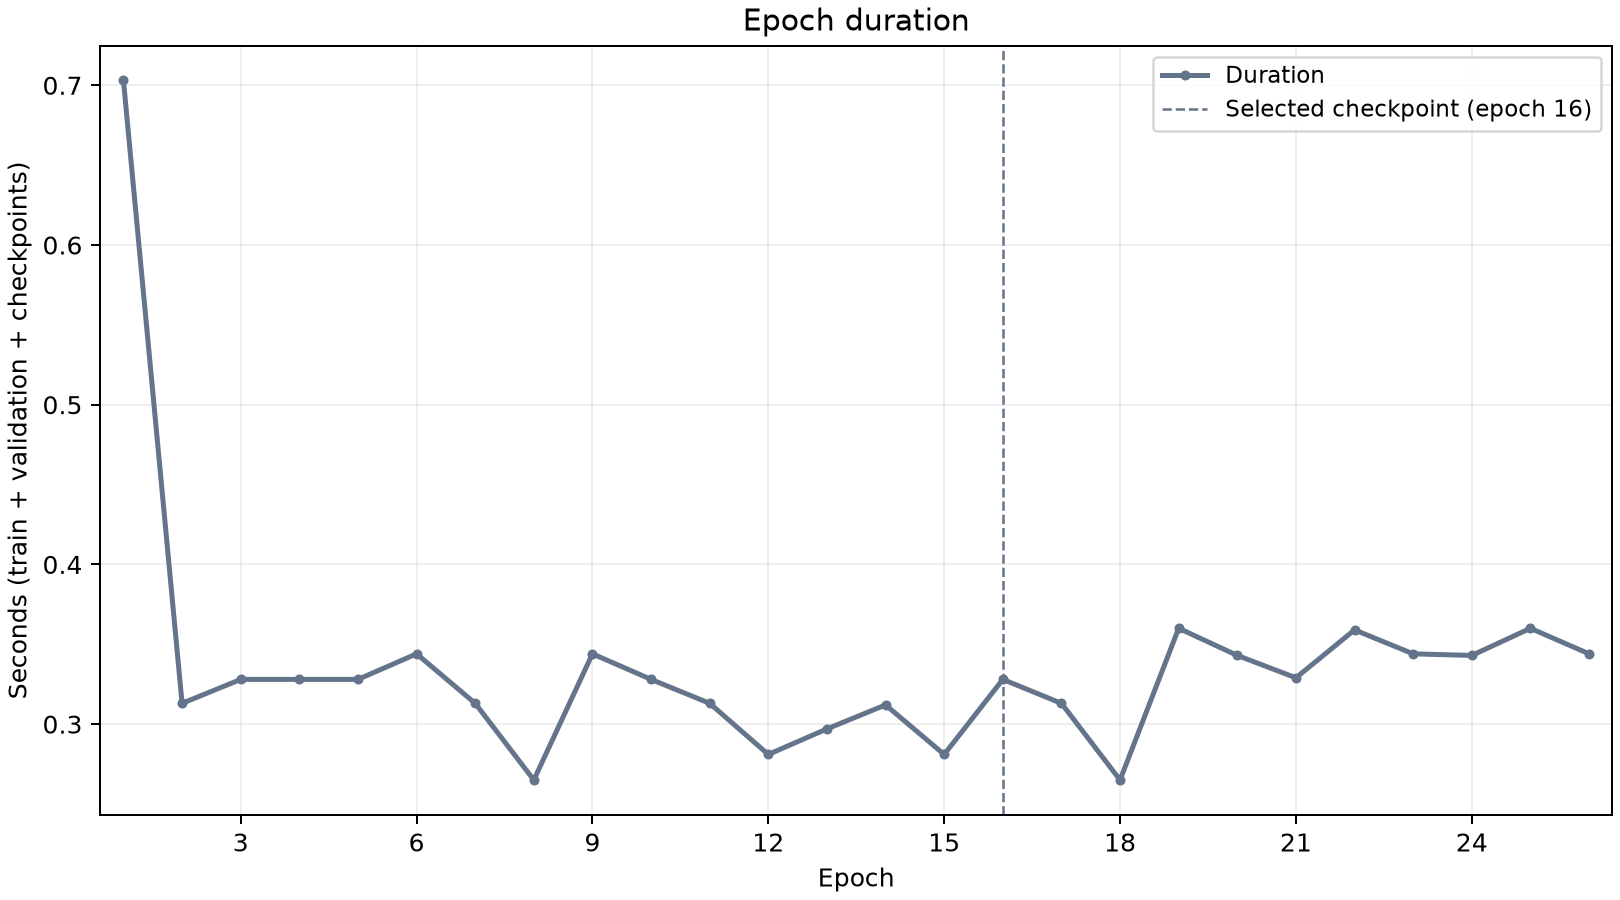 Epoch duration
Duration
Selected checkpoint (epoch 16)
Seconds (train + validation + checkpoints)
0.7
0.6
0.5
0.4
0.3
3 6 9 12 15 18 21 24
Epoch